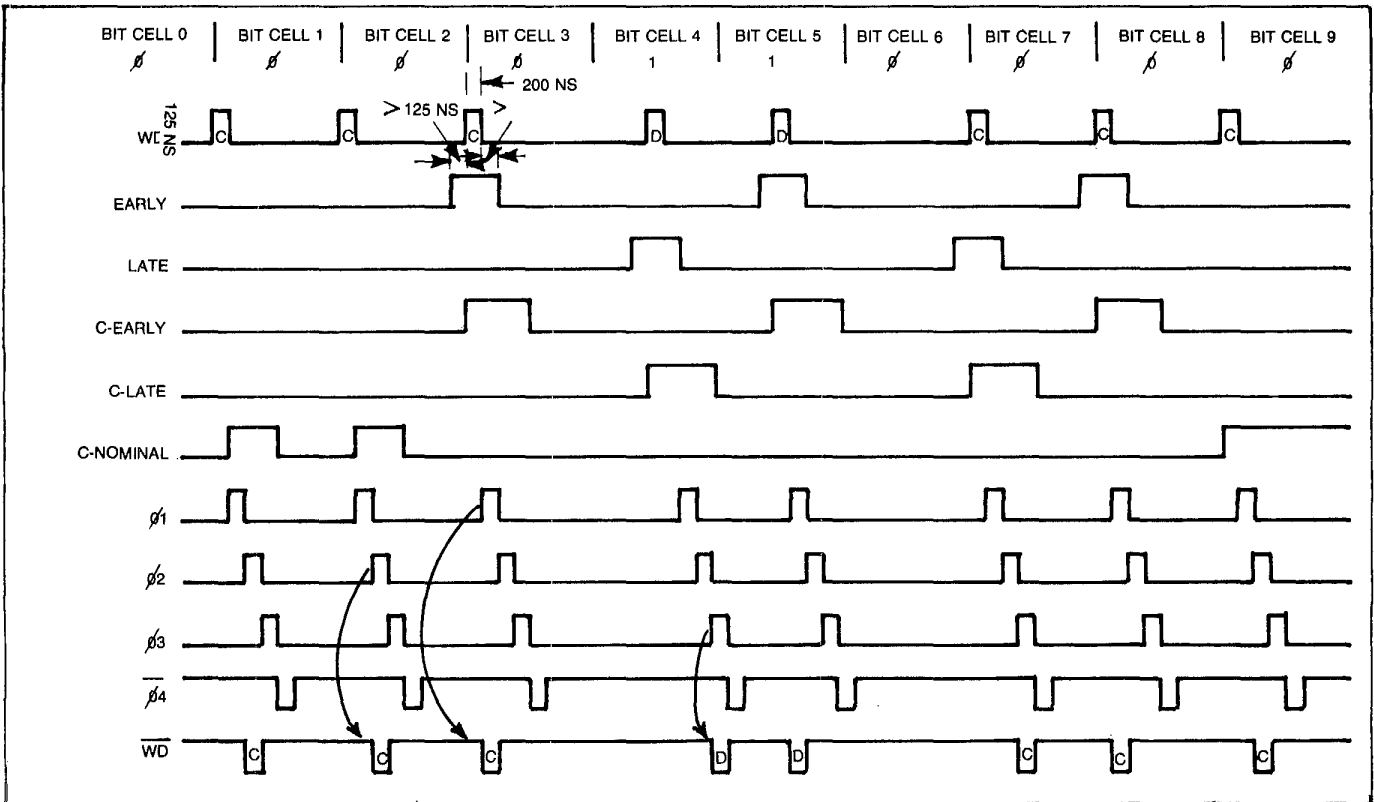 BIT CELL 0 | BIT CELL 1 | BIT CELL 2 | BIT CELL 3 | BIT CELL 4 | BIT CELL 5 | BIT CELL 6 | BIT CELL 7 | BIT CELL 8 | BIT CELL 9
Ø Ø Ø Ø 1 1 Ø Ø Ø Ø
200 NS
> 125 NS >
125 NS
WD C C C D D C C C
EARLY
LATE
C-EARLY
C-LATE
C-NOMINAL
Ø1
Ø2
Ø3
Ø4
WD C C C D D C C C